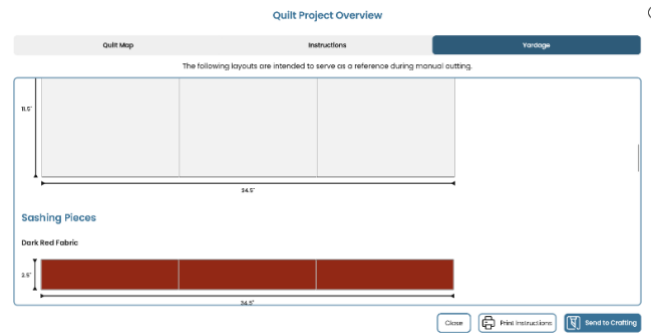 Quilt Project Overview
Quilt Map
Instructions
Yardage
The following layouts are intended to serve as a reference during manual cutting.
11.5"
34.5"
Sashing Pieces
Dark Red Fabric
2.5"
34.5"
Close
Print Instructions
Send to Crafting